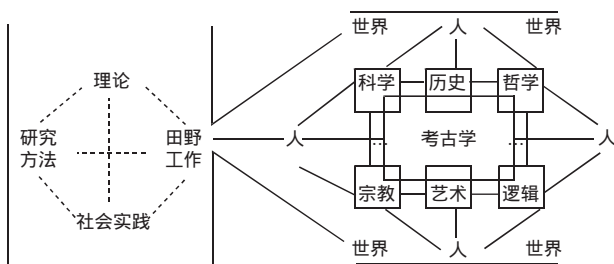 世界 人 世界
科学 历史 哲学
理论
研究
方法
田野
工作
人 … 考古学 … 人
社会实践
宗教 艺术 逻辑
世界 人 世界